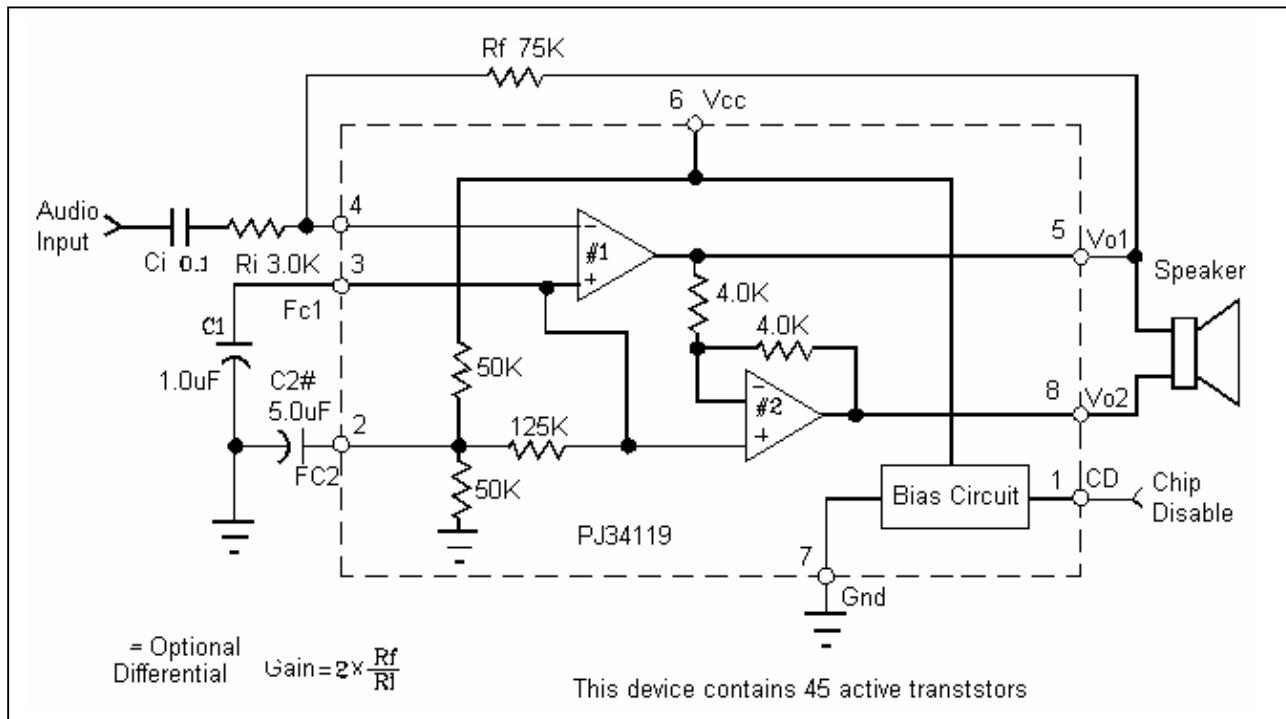 Rf 75K
6 Vcc
Audio
Input
Ci 0.1
Ri 3.0K
4
3
Fc1
#1
5
Vo1
Speaker
4.0K
4.0K
C1
1.0uF
C2#
5.0uF
2
FC2
50K
125K
50K
#2
8
Vo2
Bias Circuit
1
CD
Chip
Disable
PJ34119
7
Gnd
= Optional
Differential Gain=2×Rf/RI
This device contains 45 active tranststors